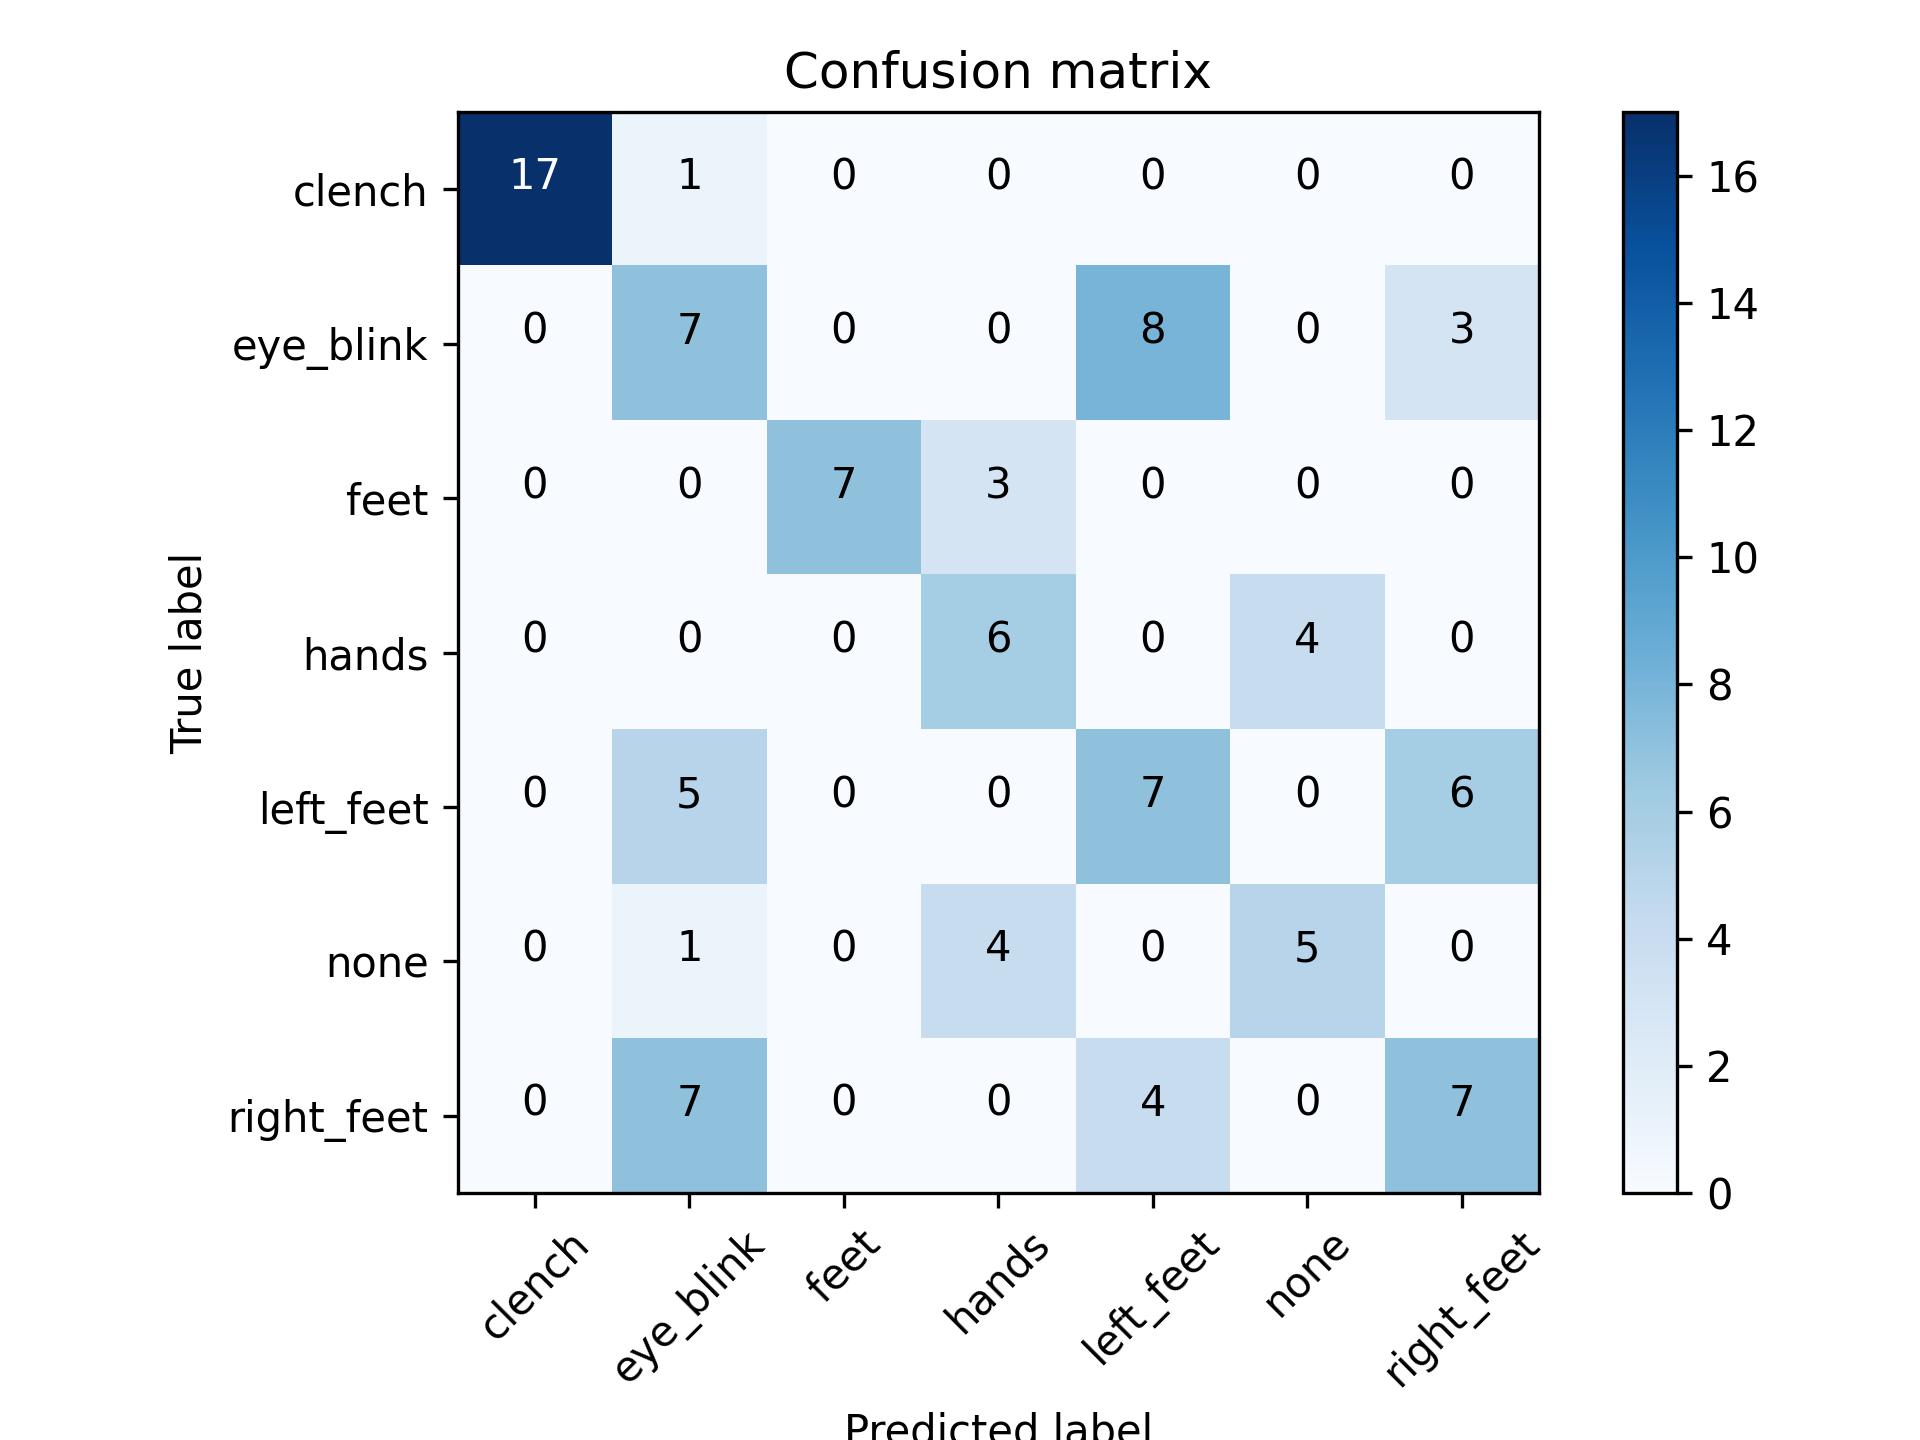 Confusion matrix
clench 17 1 0 0 0 0 0
eye_blink 0 7 0 0 8 0 3
feet 0 0 7 3 0 0 0
hands 0 0 0 6 0 4 0
left_feet 0 5 0 0 7 0 6
none 0 1 0 4 0 5 0
right_feet 0 7 0 0 4 0 7
clench eye_blink feet hands left_feet none right_feet
True label
Predicted label
16
14
12
10
8
6
4
2
0